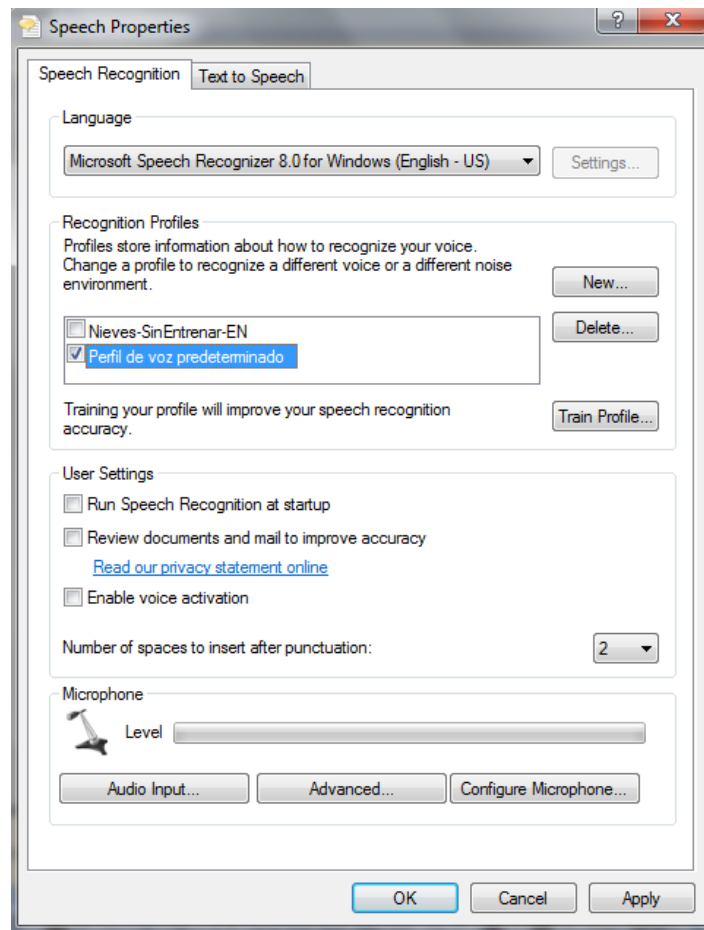 Speech Properties
?
Speech Recognition
Text to Speech
Language
Microsoft Speech Recognizer 8.0 for Windows (English - US)
Settings...
Recognition Profiles
Profiles store information about how to recognize your voice.
Change a profile to recognize a different voice or a different noise
environment.
New...
Nieves-SinEntrenar-EN
Delete...
Perfil de voz predeterminado
Training your profile will improve your speech recognition
accuracy.
Train Profile...
User Settings
Run Speech Recognition at startup
Review documents and mail to improve accuracy
Read our privacy statement online
Enable voice activation
Number of spaces to insert after punctuation:
2
Microphone
Level
Audio Input...
Advanced...
Configure Microphone...
OK
Cancel
Apply